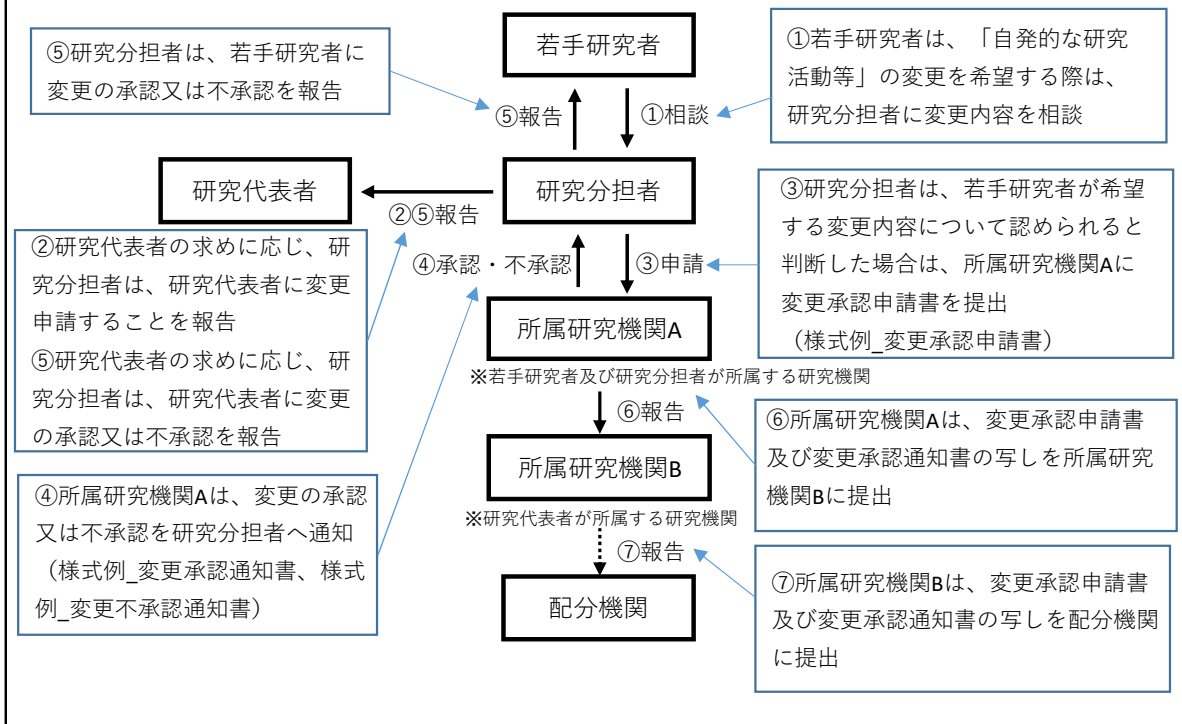 若手研究者
⑤研究分担者は、若手研究者に
変更の承認又は不承認を報告
①若手研究者は、「自発的な研究
活動等」の変更を希望する際は、
研究分担者に変更内容を相談
⑤報告
①相談
研究代表者
研究分担者
②⑤報告
②研究代表者の求めに応じ、研
究分担者は、研究代表者に変更
申請することを報告
⑤研究代表者の求めに応じ、研
究分担者は、研究代表者に変更
の承認又は不承認を報告
③研究分担者は、若手研究者が希望
する変更内容について認められると
判断した場合は、所属研究機関Aに
変更承認申請書を提出
（様式例_変更承認申請書）
④承認・不承認
③申請
所属研究機関A
※若手研究者及び研究分担者が所属する研究機関
⑥報告
⑥所属研究機関Aは、変更承認申請書
及び変更承認通知書の写しを所属研究
機関Bに提出
所属研究機関B
※研究代表者が所属する研究機関
④所属研究機関Aは、変更の承認
又は不承認を研究分担者へ通知
（様式例_変更承認通知書、様式
例_変更不承認通知書）
⑦報告
⑦所属研究機関Bは、変更承認申請書
及び変更承認通知書の写しを配分機関
に提出
配分機関